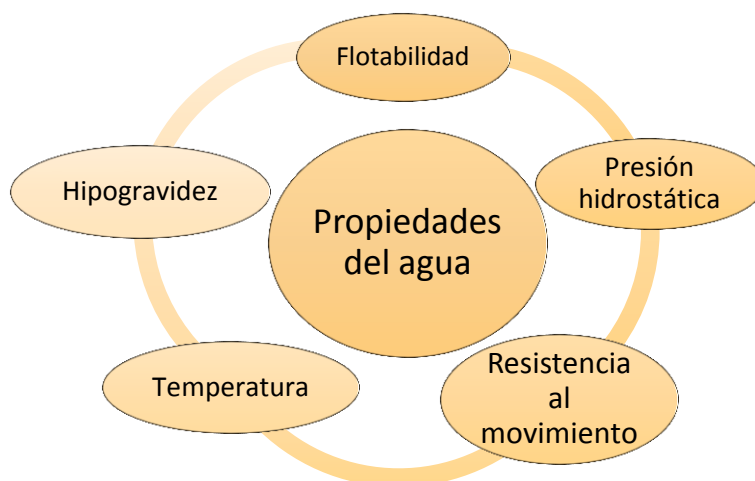 Flotabilidad
Presión
hidrostática
Hipogravidez
Propiedades
del agua
Temperatura
Resistencia
al
movimiento